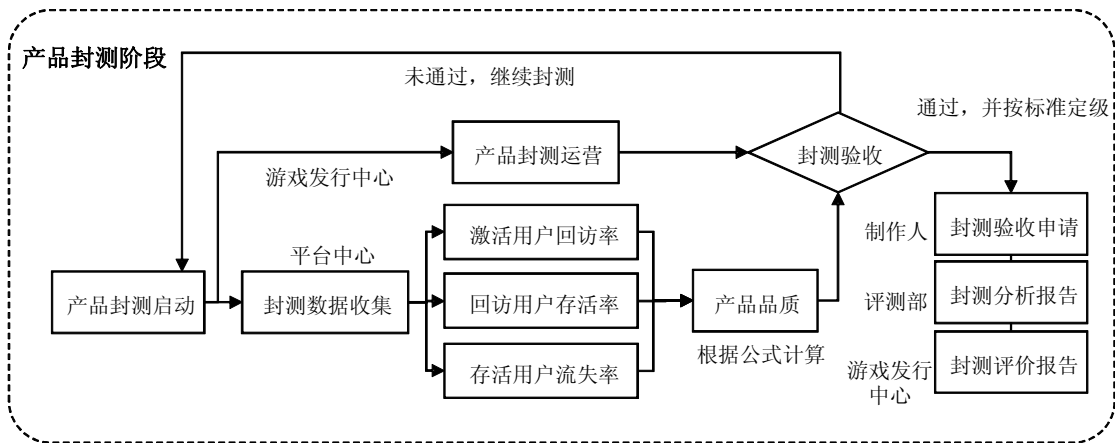 产品封测阶段
未通过，继续封测
通过，并按标准定级
产品封测运营
封测验收
游戏发行中心
激活用户回访率
制作人
封测验收申请
平台中心
产品封测启动
封测数据收集
回访用户存活率
产品品质
评测部
封测分析报告
根据公式计算
存活用户流失率
游戏发行
中心
封测评价报告